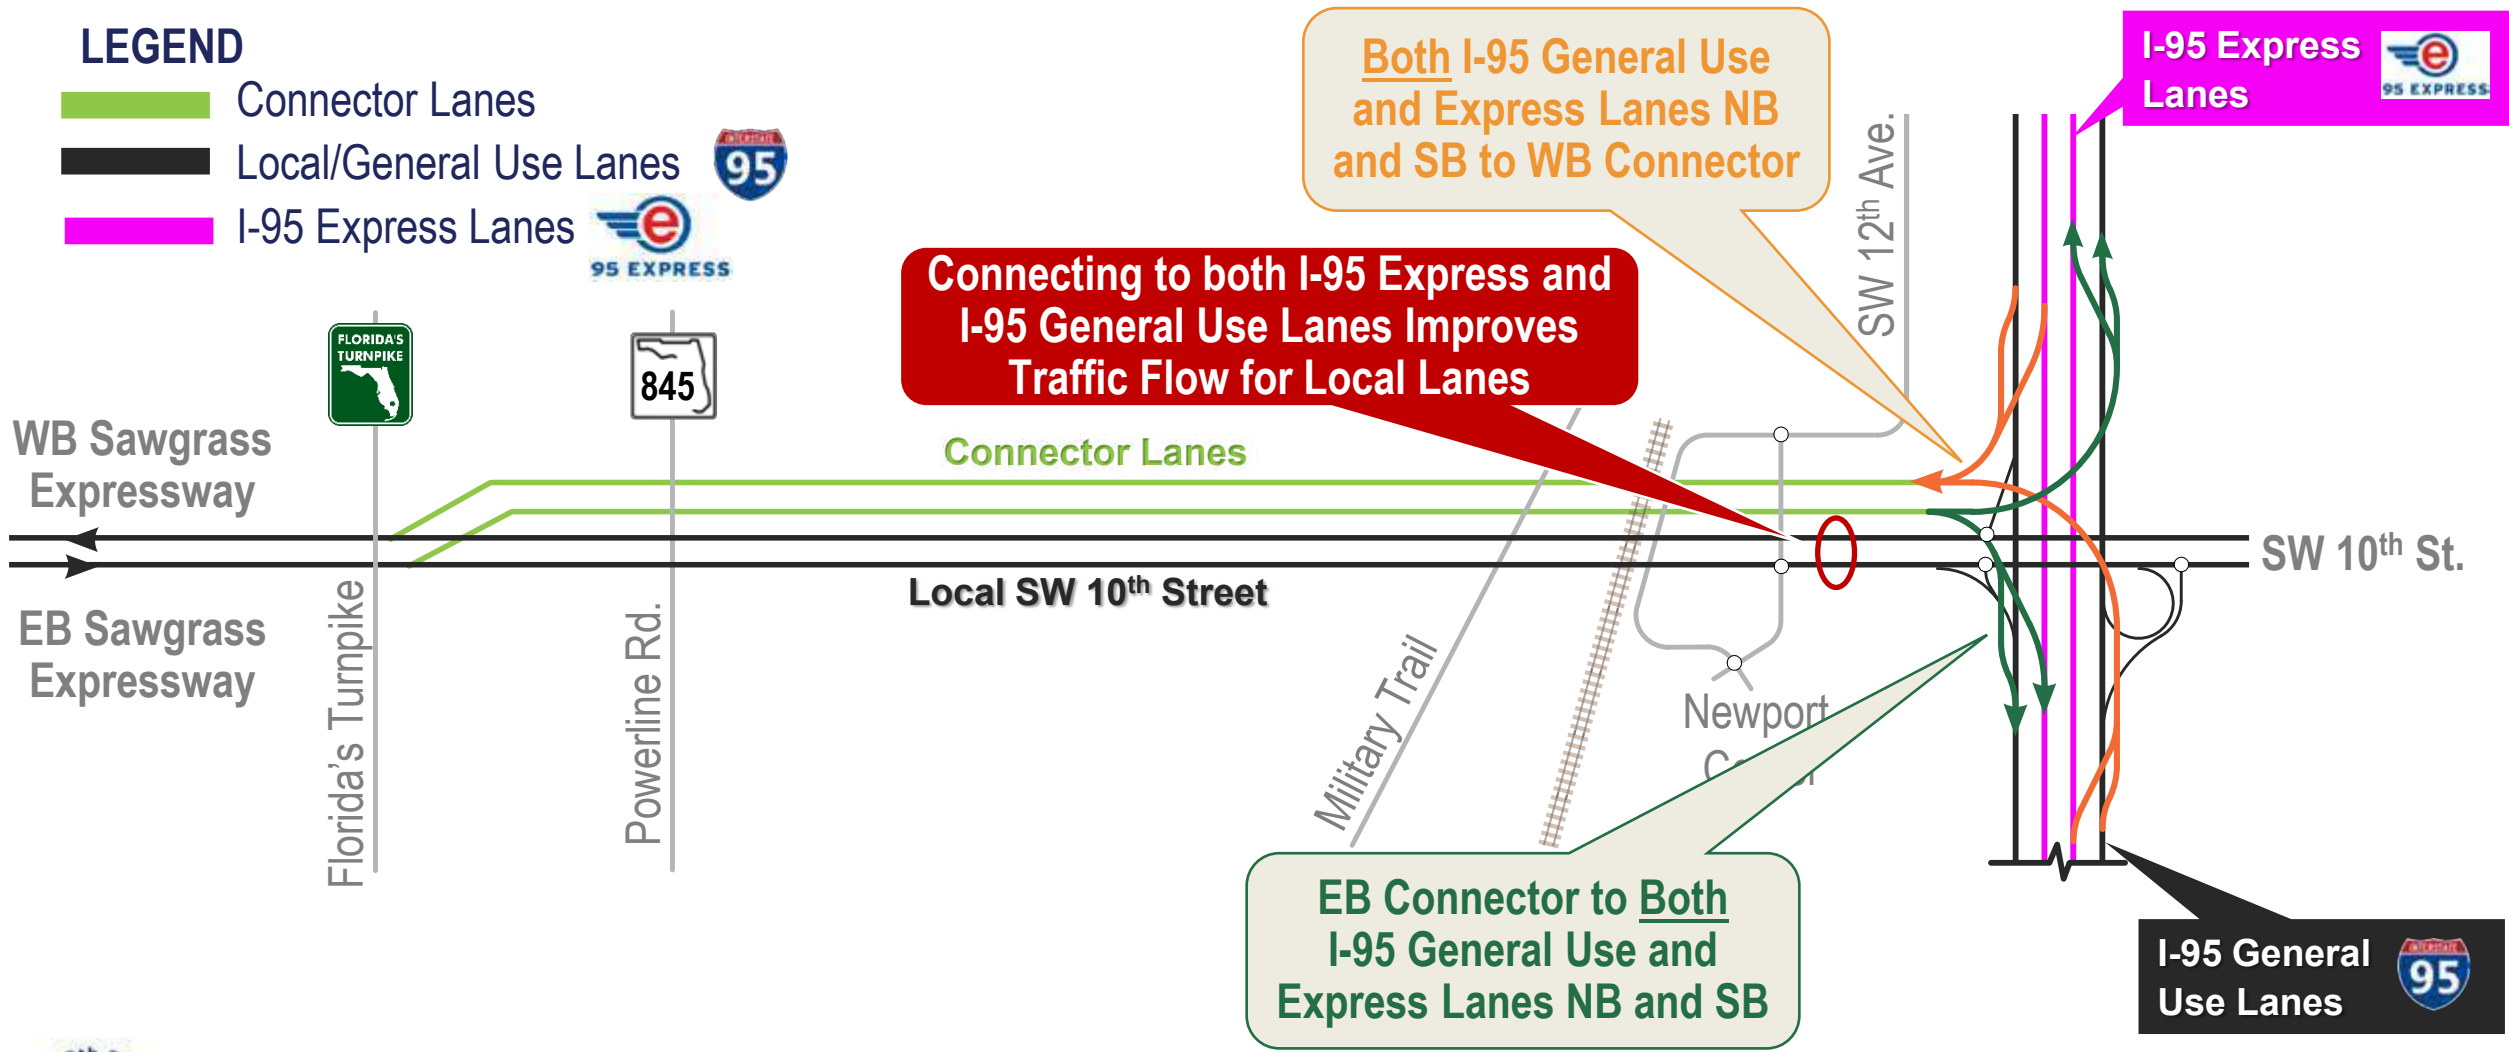 LEGEND
Connector Lanes
Local/General Use Lanes
INTERSTATE
95
I-95 Express Lanes
e
95 EXPRESS
Both I-95 General Use
and Express Lanes NB
and SB to WB Connector
I-95 Express
Lanes
e
95 EXPRESS
SW 12th Ave.
Connecting to both I-95 Express and
I-95 General Use Lanes Improves
Traffic Flow for Local Lanes
FLORIDA'S
TURNPIKE
845
WB Sawgrass
Expressway
Connector Lanes
SW 10th St.
Local SW 10th Street
EB Sawgrass
Expressway
Florida's Turnpike
Powerline Rd.
Military Trail
Newport
EB Connector to Both
I-95 General Use and
Express Lanes NB and SB
I-95 General
Use Lanes
INTERSTATE
95